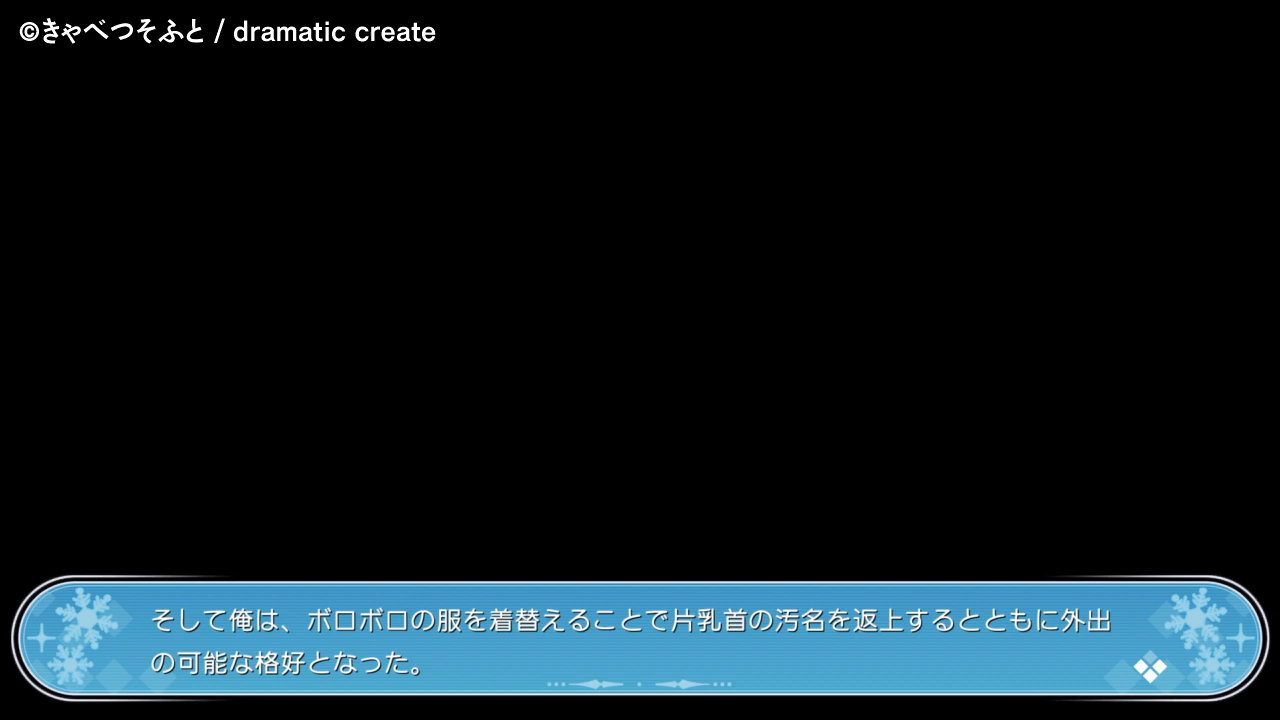 ©きゃべつそふと / dramatic create
そして俺は、ボロボロの服を着替えることで片乳首の汚名を返上するとともに外出
の可能な格好となった。